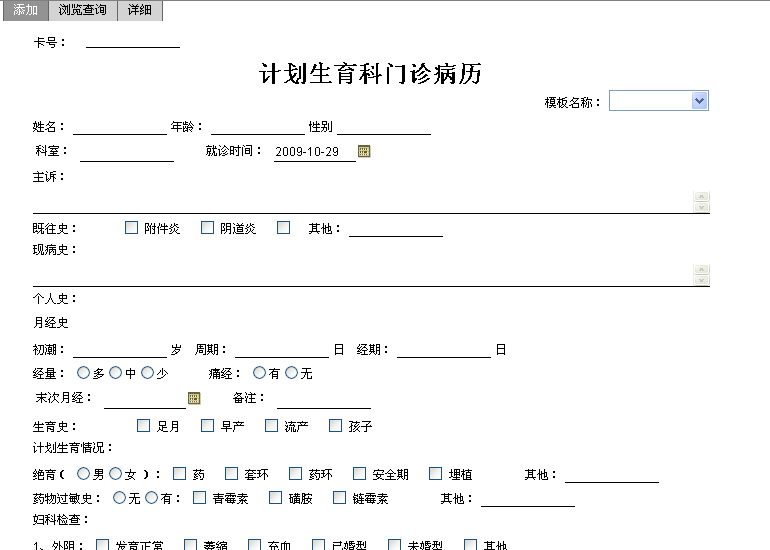 添加 浏览查询 详细
卡号：
计划生育科门诊病历
模板名称：
姓名： 年龄： 性别
科室： 就诊时间： 2009-10-29
主诉：
既往史： 附件炎 阴道炎 其他：
现病史：
个人史：
月经史
初潮： 岁 周期： 日 经期： 日
经量： 多 中 少 痛经： 有 无
末次月经： 备注：
生育史： 足月 早产 流产 孩子
计划生育情况：
绝育（ 男 女 ）： 药 套环 药环 安全期 埋植 其他：
药物过敏史： 无 有： 青霉素 磺胺 链霉素 其他：
妇科检查：
1、外阴： 发育正常 萎缩 充血 已婚型 未婚型 其他